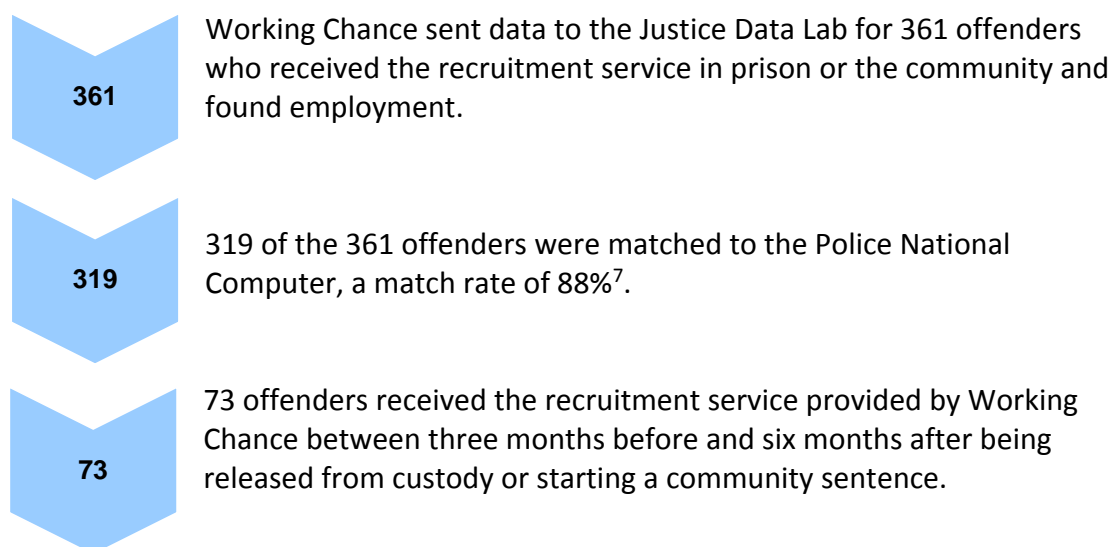 361
Working Chance sent data to the Justice Data Lab for 361 offenders
who received the recruitment service in prison or the community and
found employment.
319
319 of the 361 offenders were matched to the Police National
Computer, a match rate of 88%⁷.
73
73 offenders received the recruitment service provided by Working
Chance between three months before and six months after being
released from custody or starting a community sentence.